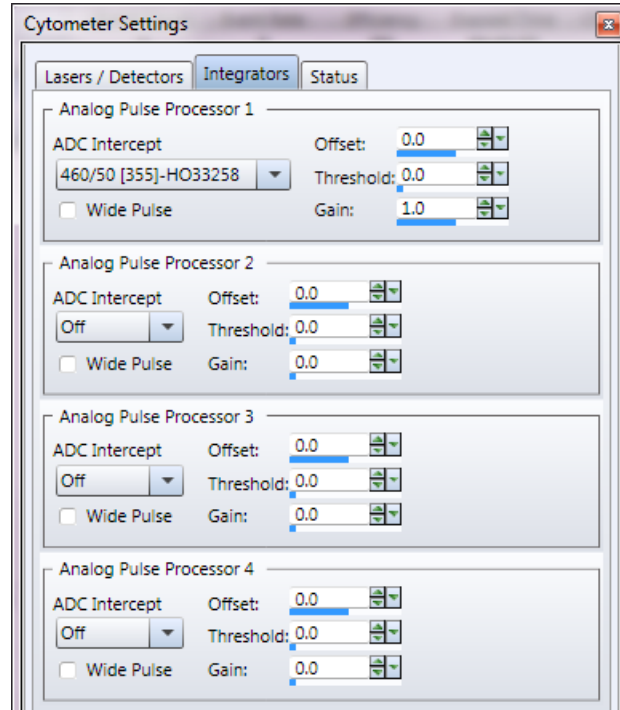 Cytometer Settings
Lasers / Detectors Integrators Status
Analog Pulse Processor 1
ADC Intercept Offset: 0.0
460/50 [355]-HO33258 Threshold: 0.0
Wide Pulse Gain: 1.0
Analog Pulse Processor 2
ADC Intercept Offset: 0.0
Off Threshold: 0.0
Wide Pulse Gain: 0.0
Analog Pulse Processor 3
ADC Intercept Offset: 0.0
Off Threshold: 0.0
Wide Pulse Gain: 0.0
Analog Pulse Processor 4
ADC Intercept Offset: 0.0
Off Threshold: 0.0
Wide Pulse Gain: 0.0